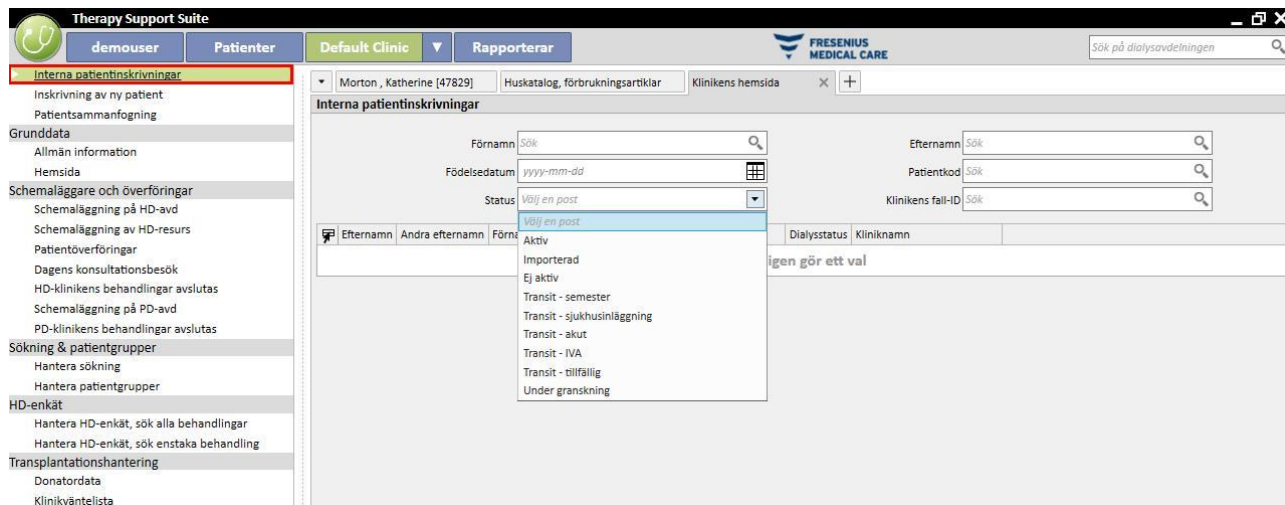 Therapy Support Suite
demouser Patienter Default Clinic Rapporterar FRESENIUS MEDICAL CARE Sök på dialysavdelningen
Interna patientinskrivningar
Inskrivning av ny patient
Patientsammanfogning
Grunddata
Allmän information
Hemsida
Schemaläggare och överföringar
Schemaläggning på HD-avd
Schemaläggning av HD-resurs
Patientöverföringar
Dagens konsultationsbesök
HD-klinikens behandlingar avslutas
Schemaläggning på PD-avd
PD-klinikens behandlingar avslutas
Sökning & patientgrupper
Hantera sökning
Hantera patientgrupper
HD-enkät
Hantera HD-enkät, sök alla behandlingar
Hantera HD-enkät, sök enstaka behandling
Transplantationshantering
Donatordata
Klinikväntelista
Morton , Katherine [47829] Huskatalog, förbrukningsartiklar Klinikens hemsida
Interna patientinskrivningar
Förnamn Sök Efternamn Sök
Födelsedatum yyyy-mm-dd Patientkod Sök
Status Välj en post Klinikens fall-ID Sök
Efternamn Andra efternamn Förna Dialysstatus Kliniknamn
igen gör ett val
Välj en post
Aktiv
Importerad
Ej aktiv
Transit - semester
Transit - sjukhusinläggning
Transit - akut
Transit - IVA
Transit - tillfällig
Under granskning